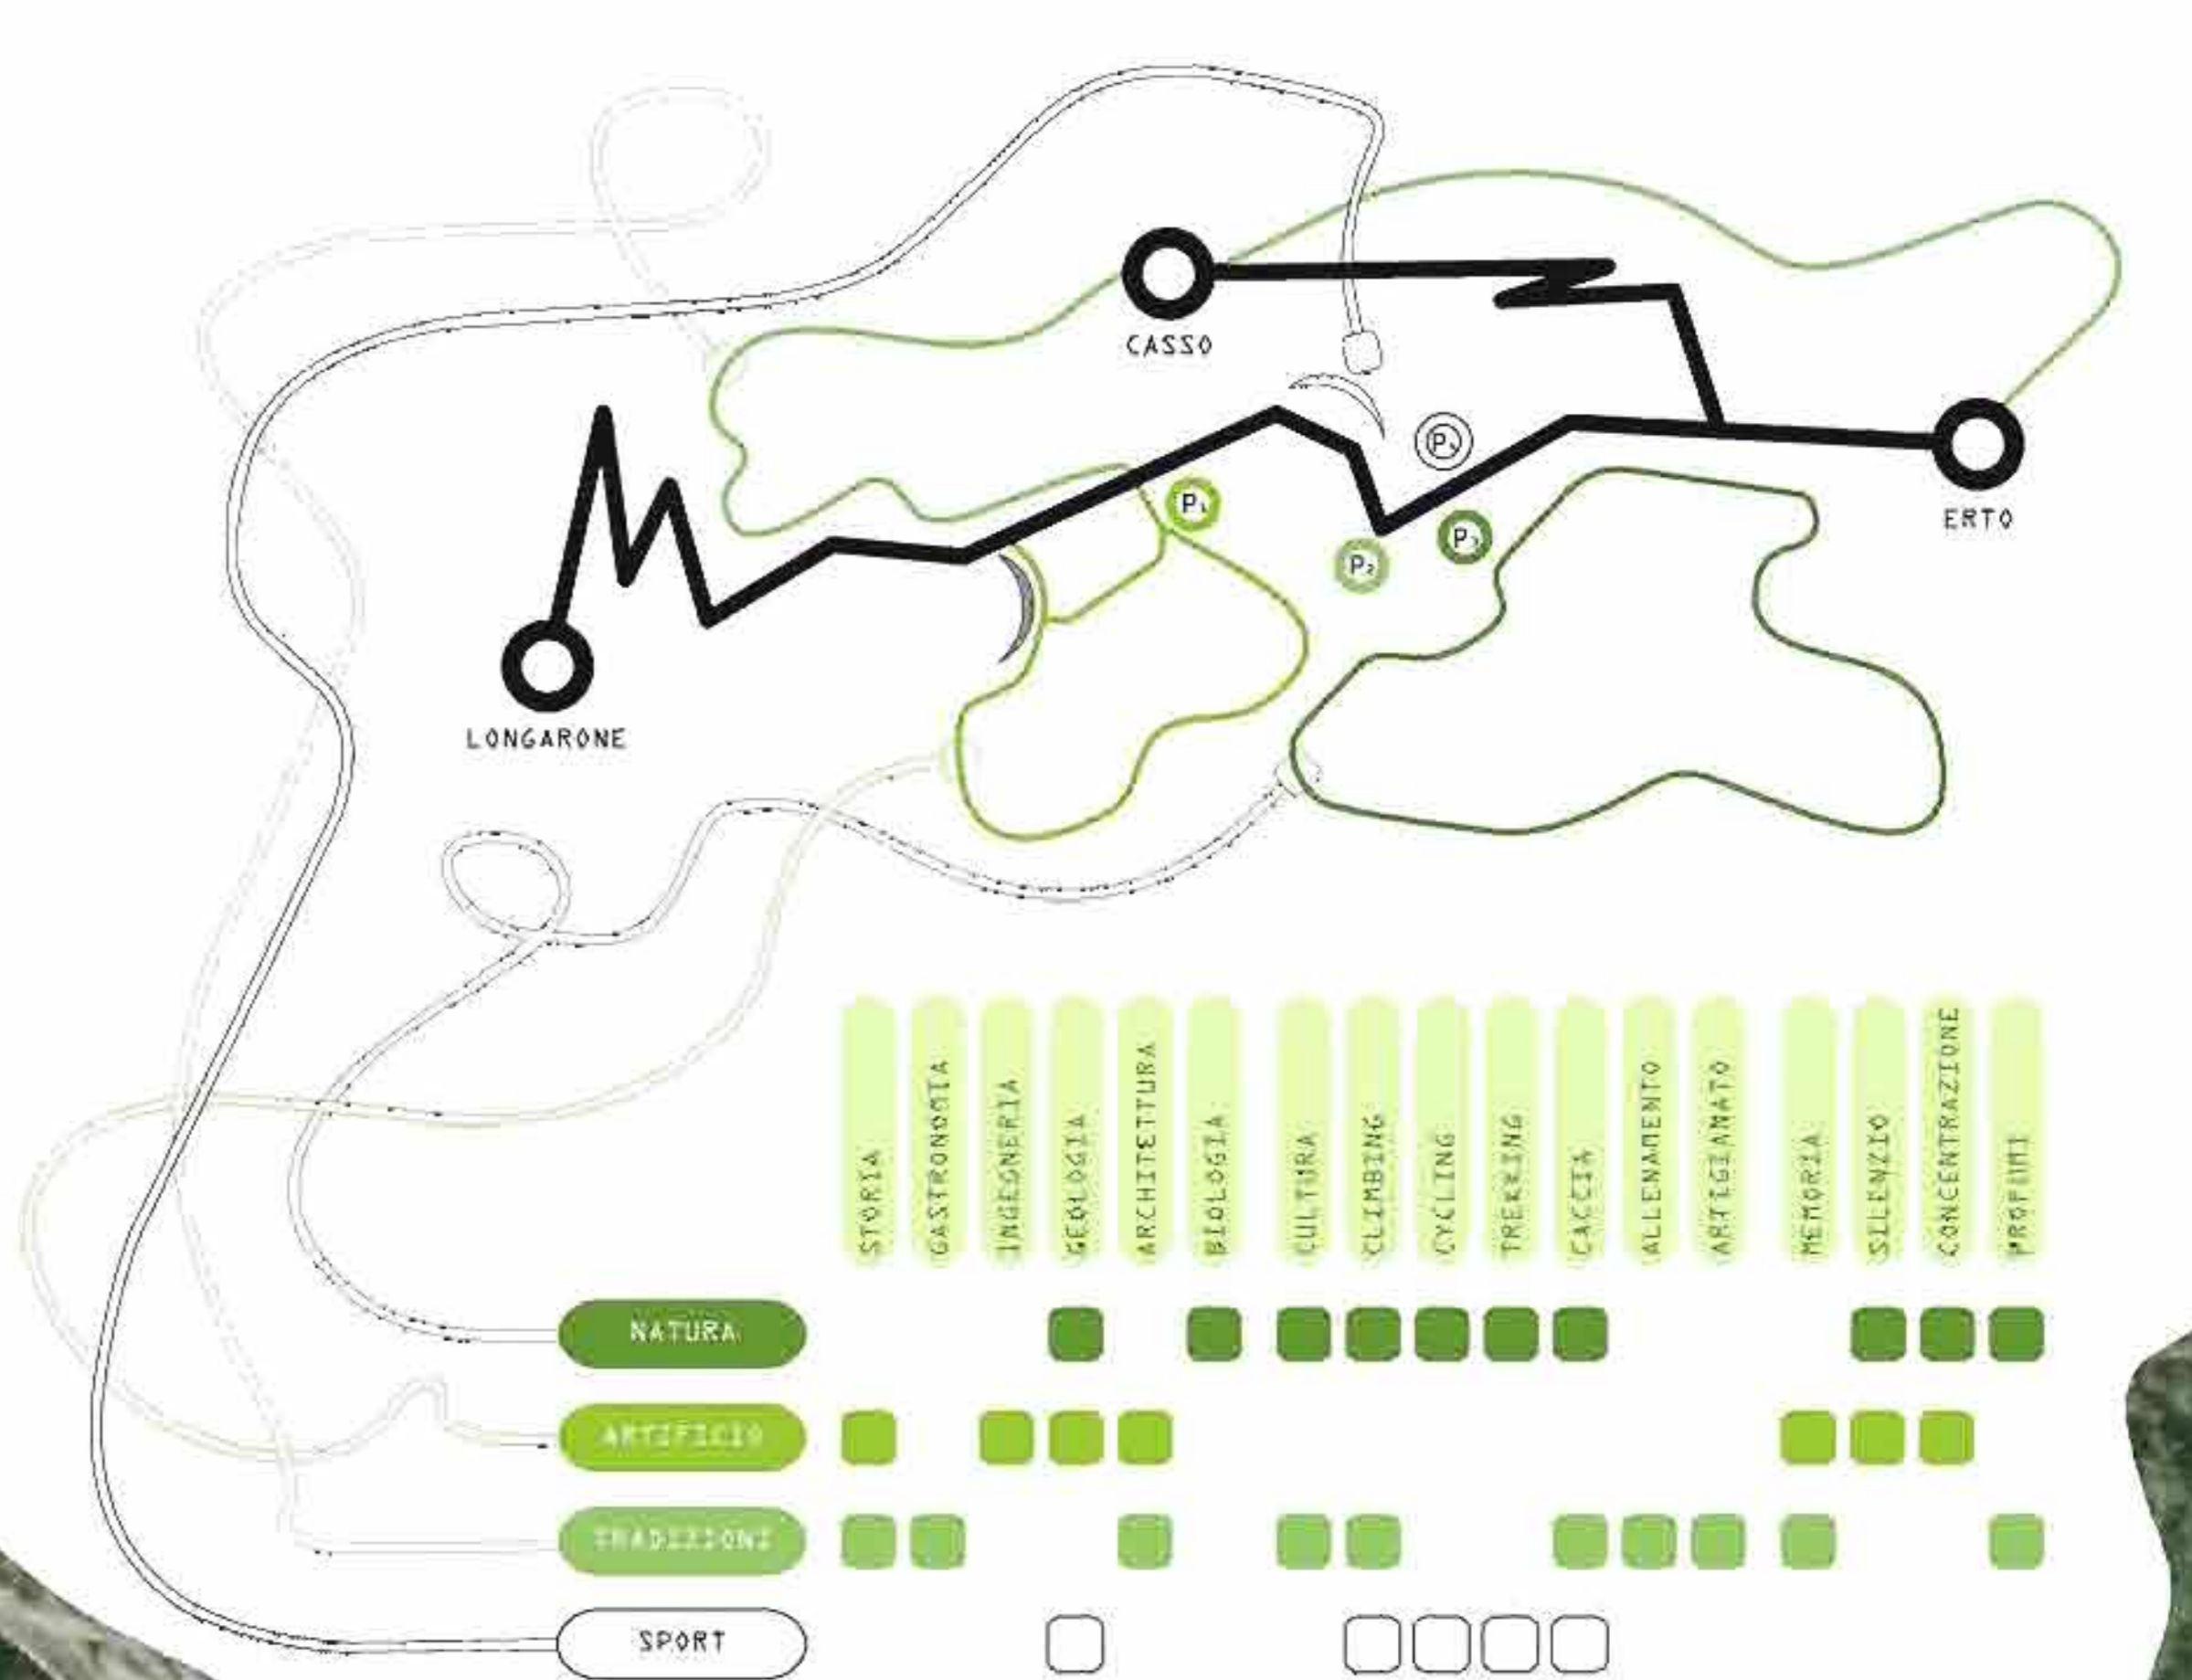 CASSO
P₄
P₁
ERTO
P₃
P₂
LONGARONE
STORIA
GASTRONOMIA
INGEGNERIA
GEOLOGIA
ARCHITETTURA
BIOLOGIA
CULTURA
CLIMBING
CYCLING
TREKKING
CACCIA
ALLENAMENTO
ARTIGIANATO
MEMORIA
SILENZIO
CONCENTRAZIONE
PROFUMI
NATURA
ARTIFICIO
TRADIZIONI
SPORT